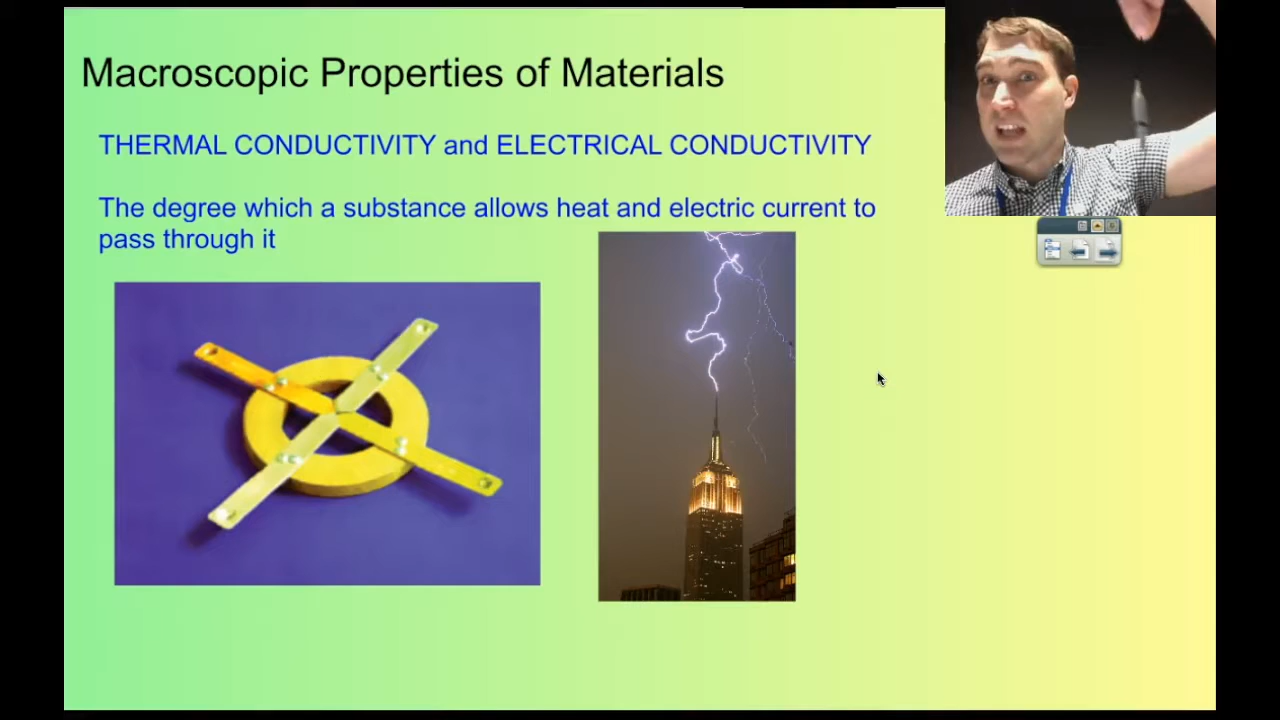 Macroscopic Properties of Materials
THERMAL CONDUCTIVITY and ELECTRICAL CONDUCTIVITY
The degree which a substance allows heat and electric current to
pass through it